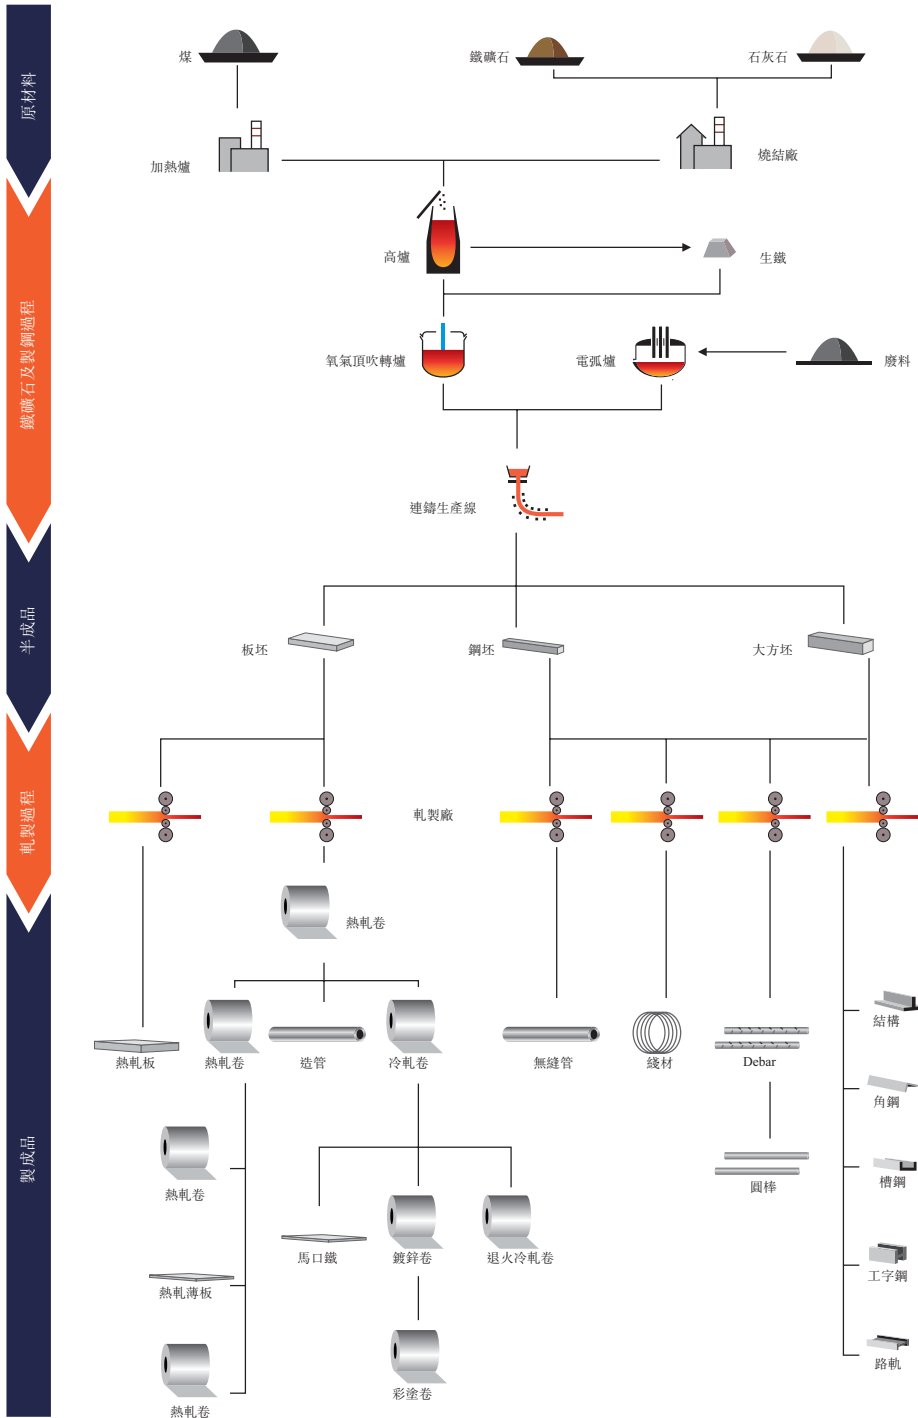 原材料
煤
鐵礦石
石灰石
加熱爐
燒結廠
鐵礦石及製鋼過程
高爐
生鐵
氧氣頂吹轉爐
電弧爐
廢料
連鑄生產線
半成品
板坯
鋼坯
大方坯
軋製過程
軋製廠
製成品
熱軋卷
結構
熱軋板
熱軋卷
造管
冷軋卷
無縫管
綫材
Debar
角鋼
熱軋卷
圓棒
槽鋼
馬口鐵
鍍鋅卷
退火冷軋卷
工字鋼
熱軋薄板
路軌
彩塗卷
熱軋卷